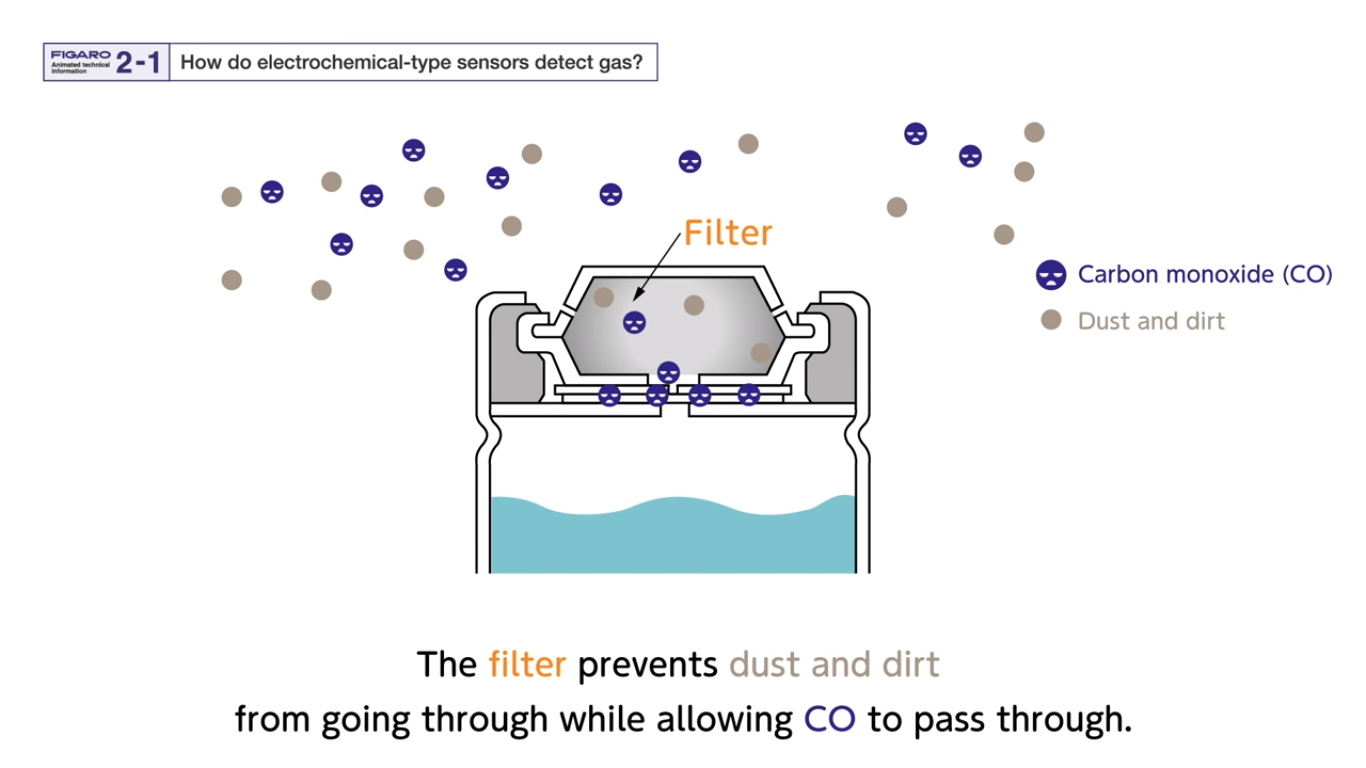 FIGARO
Animated technical
information
2-1
How do electrochemical-type sensors detect gas?
Filter
Carbon monoxide (CO)
Dust and dirt
The filter prevents dust and dirt
from going through while allowing CO to pass through.